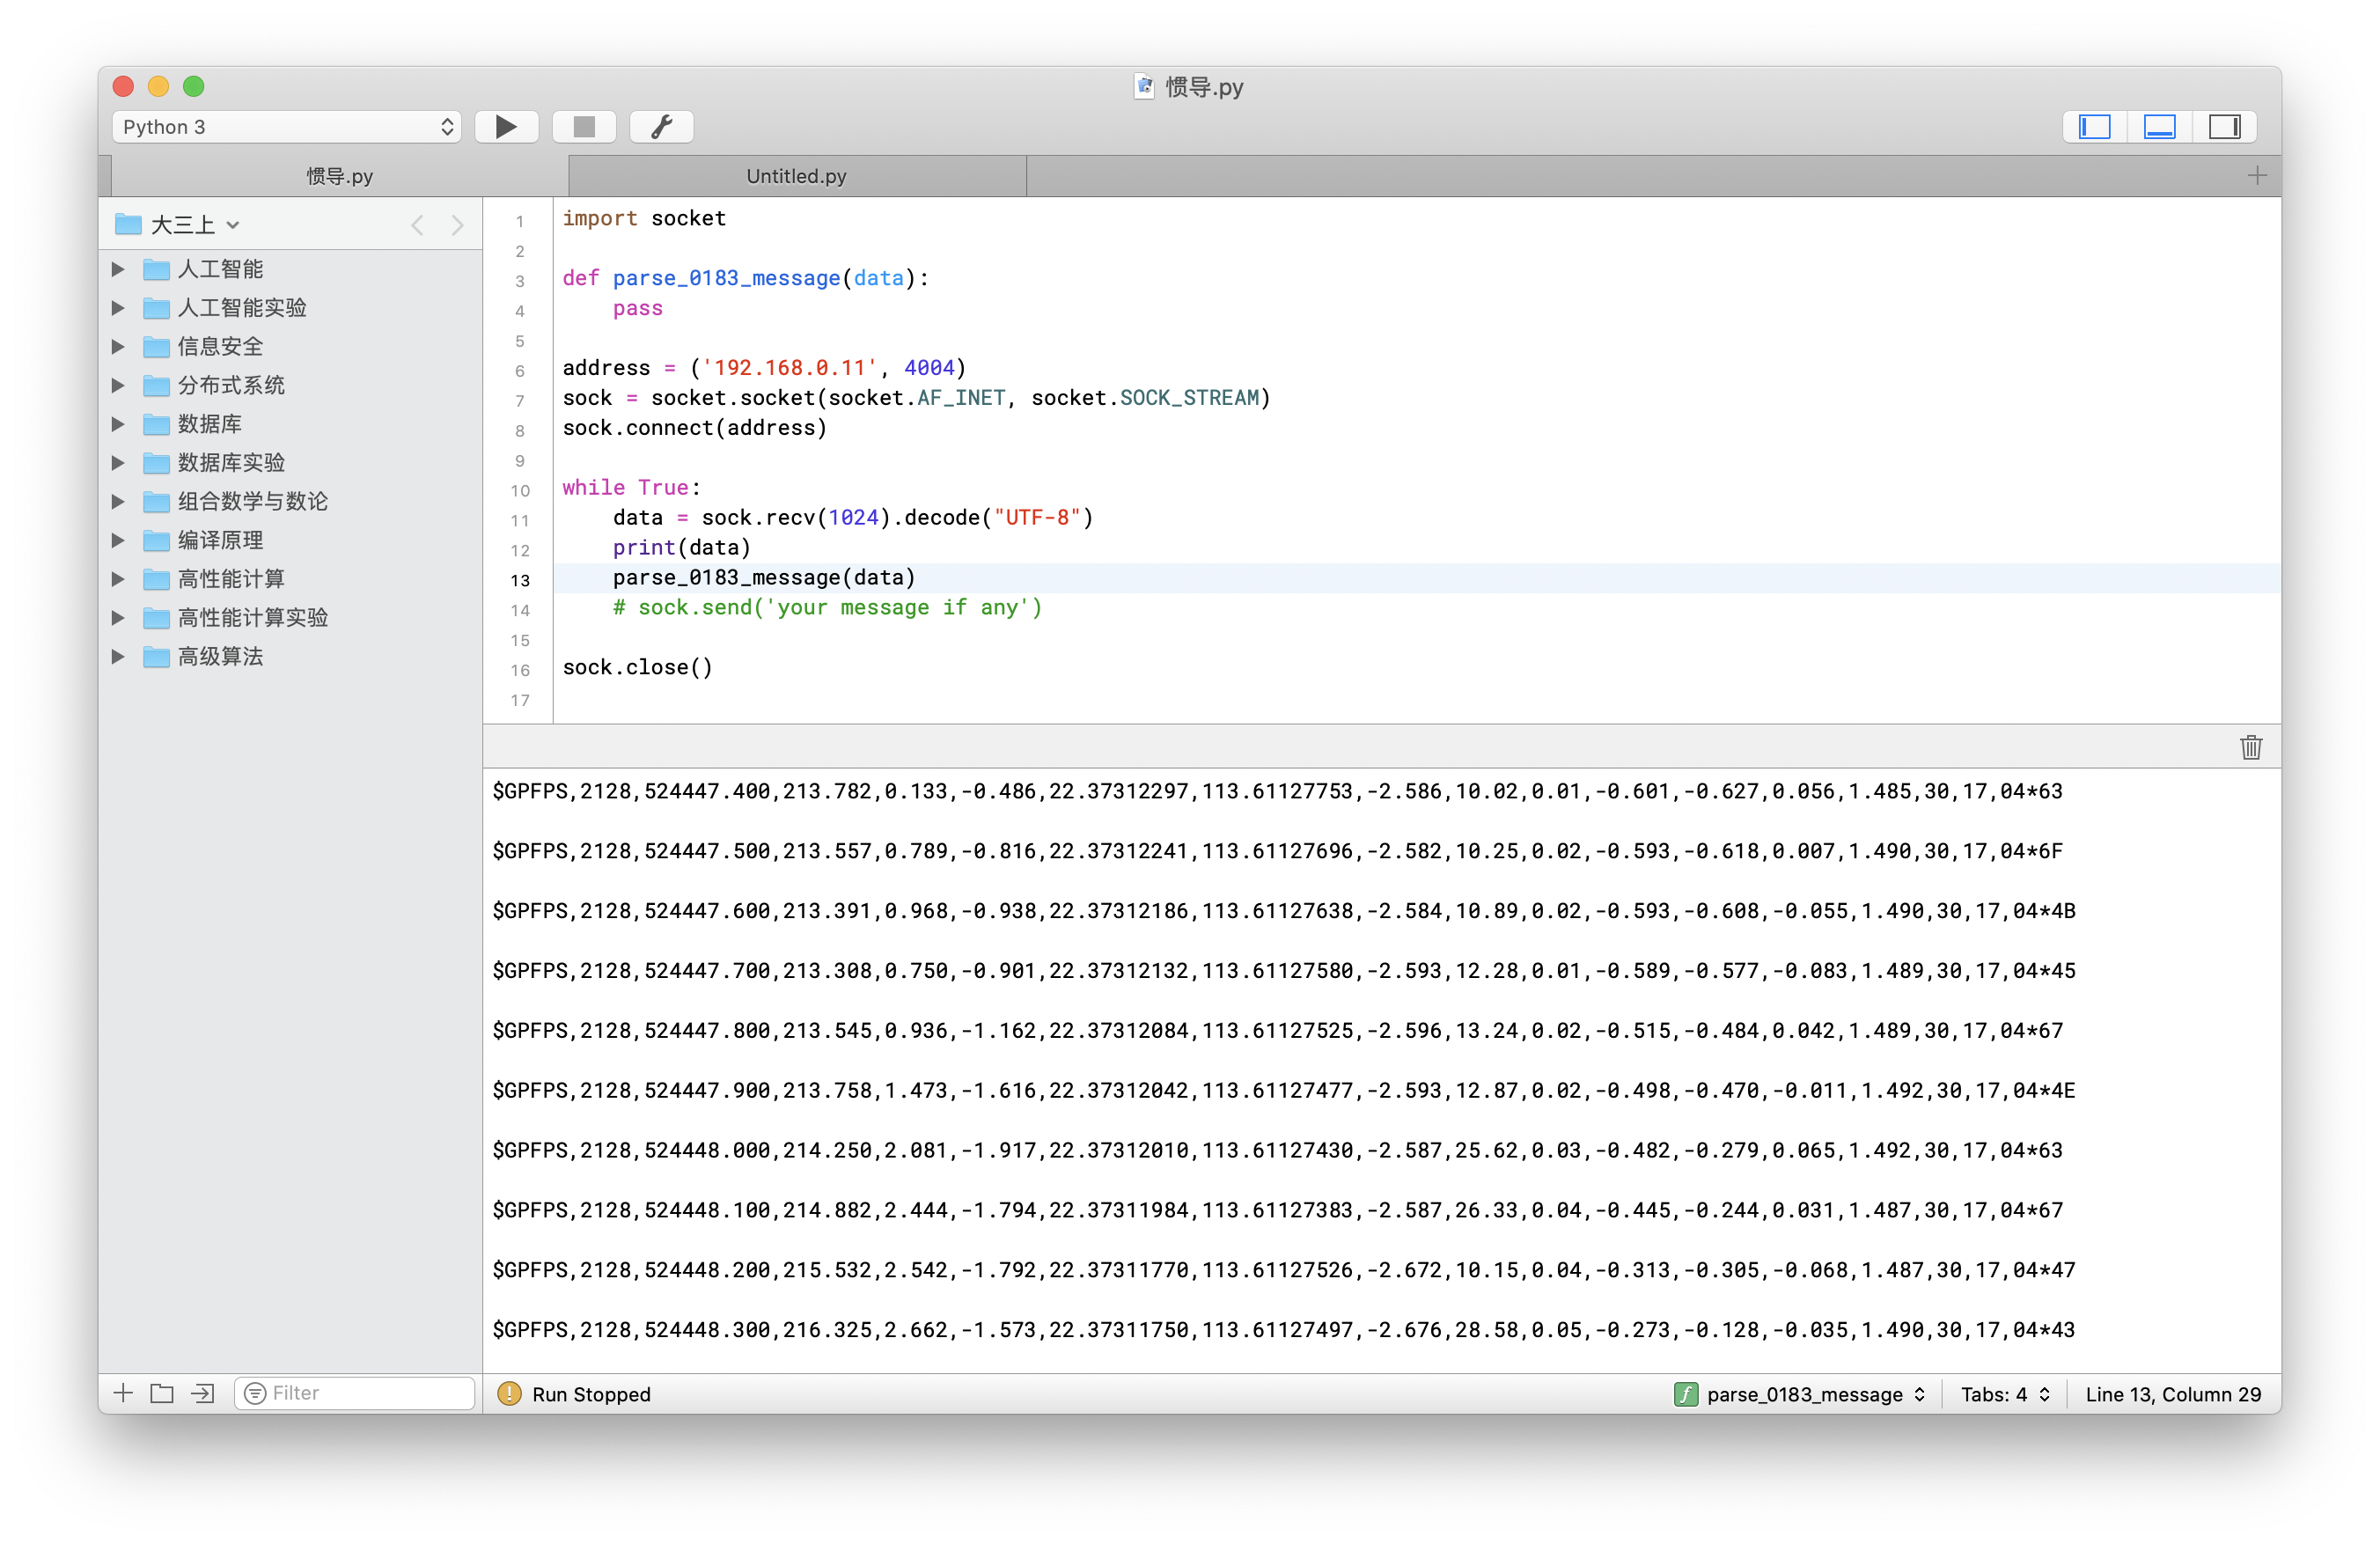 惯导.py
Python 3
惯导.py
Untitled.py
大三上
人工智能
人工智能实验
信息安全
分布式系统
数据库
数据库实验
组合数学与数论
编译原理
高性能计算
高性能计算实验
高级算法
Filter
1 import socket
2
3 def parse_0183_message(data):
4     pass
5
6 address = ('192.168.0.11', 4004)
7 sock = socket.socket(socket.AF_INET, socket.SOCK_STREAM)
8 sock.connect(address)
9
10 while True:
11     data = sock.recv(1024).decode("UTF-8")
12     print(data)
13     parse_0183_message(data)
14     # sock.send('your message if any')
15
16 sock.close()
17
$GPFPS,2128,524447.400,213.782,0.133,-0.486,22.37312297,113.61127753,-2.586,10.02,0.01,-0.601,-0.627,0.056,1.485,30,17,04*63
$GPFPS,2128,524447.500,213.557,0.789,-0.816,22.37312241,113.61127696,-2.582,10.25,0.02,-0.593,-0.618,0.007,1.490,30,17,04*6F
$GPFPS,2128,524447.600,213.391,0.968,-0.938,22.37312186,113.61127638,-2.584,10.89,0.02,-0.593,-0.608,-0.055,1.490,30,17,04*4B
$GPFPS,2128,524447.700,213.308,0.750,-0.901,22.37312132,113.61127580,-2.593,12.28,0.01,-0.589,-0.577,-0.083,1.489,30,17,04*45
$GPFPS,2128,524447.800,213.545,0.936,-1.162,22.37312084,113.61127525,-2.596,13.24,0.02,-0.515,-0.484,0.042,1.489,30,17,04*67
$GPFPS,2128,524447.900,213.758,1.473,-1.616,22.37312042,113.61127477,-2.593,12.87,0.02,-0.498,-0.470,-0.011,1.492,30,17,04*4E
$GPFPS,2128,524448.000,214.250,2.081,-1.917,22.37312010,113.61127430,-2.587,25.62,0.03,-0.482,-0.279,0.065,1.492,30,17,04*63
$GPFPS,2128,524448.100,214.882,2.444,-1.794,22.37311984,113.61127383,-2.587,26.33,0.04,-0.445,-0.244,0.031,1.487,30,17,04*67
$GPFPS,2128,524448.200,215.532,2.542,-1.792,22.37311770,113.61127526,-2.672,10.15,0.04,-0.313,-0.305,-0.068,1.487,30,17,04*47
$GPFPS,2128,524448.300,216.325,2.662,-1.573,22.37311750,113.61127497,-2.676,28.58,0.05,-0.273,-0.128,-0.035,1.490,30,17,04*43
Run Stopped
f parse_0183_message
Tabs: 4
Line 13, Column 29